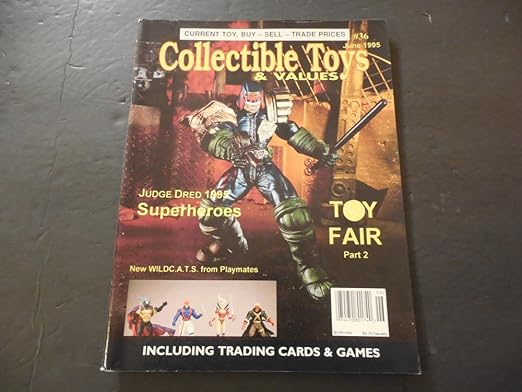 CURRENT TOY, BUY – SELL – TRADE PRICES
#36
June 1995
Collectible Toys
& VALUES
JUDGE DRED 1995
Superheroes
TOY
FAIR
Part 2
New WILDC.A.T.S. from Playmates
INCLUDING TRADING CARDS & GAMES